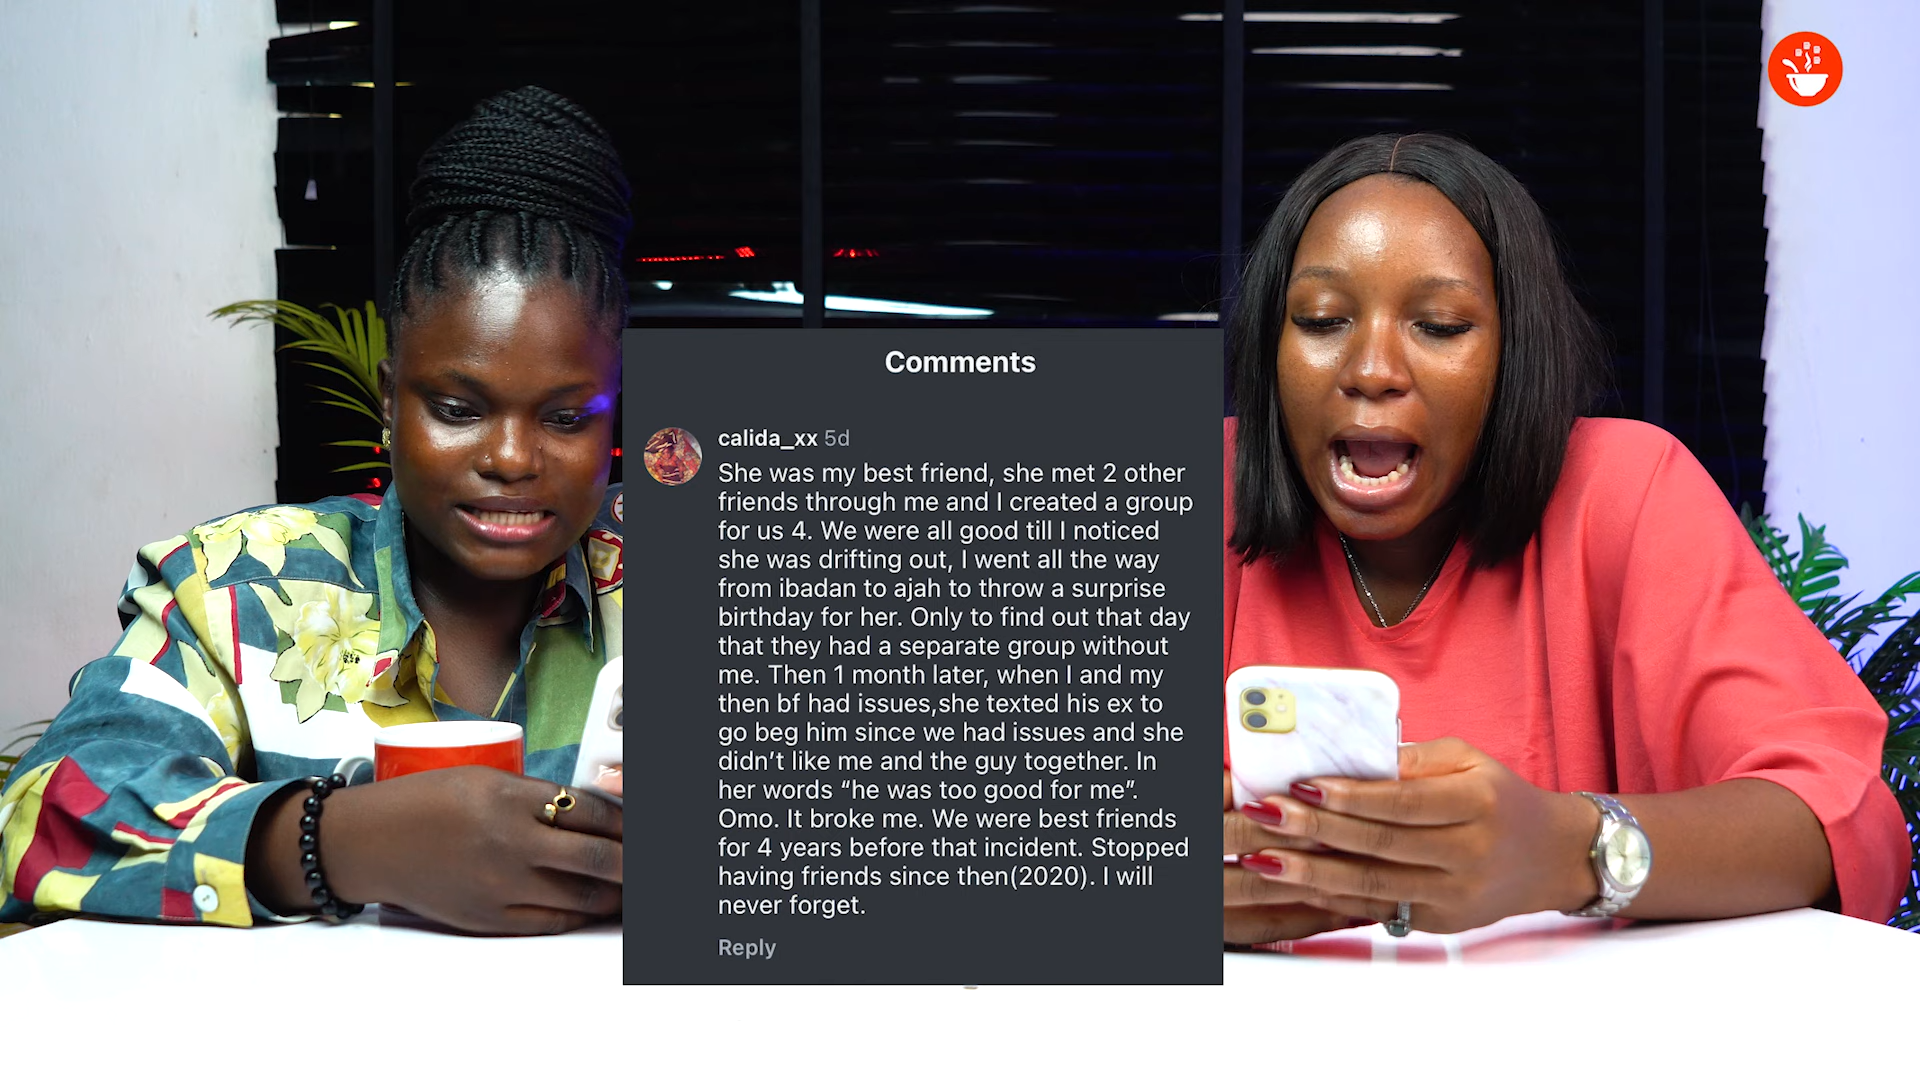 Comments
calida_xx 5d
She was my best friend, she met 2 other
friends through me and I created a group
for us 4. We were all good till I noticed
she was drifting out, I went all the way
from ibadan to ajah to throw a surprise
birthday for her. Only to find out that day
that they had a separate group without
me. Then 1 month later, when I and my
then bf had issues,she texted his ex to
go beg him since we had issues and she
didn’t like me and the guy together. In
her words “he was too good for me”.
Omo. It broke me. We were best friends
for 4 years before that incident. Stopped
having friends since then(2020). I will
never forget.
Reply